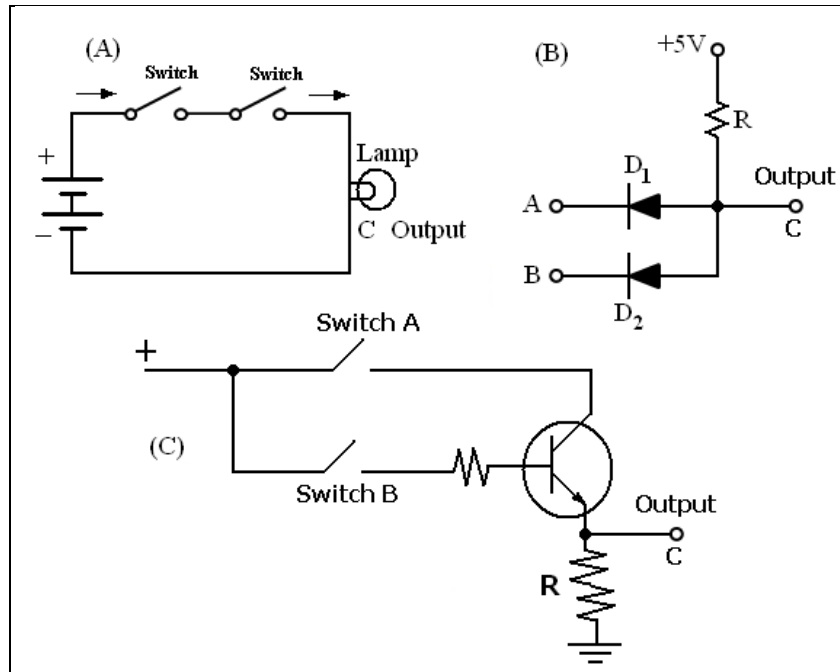 (A)
Switch Switch
+
−
Lamp
C Output
(B)
+5V
R
D1
Output
A
C
B
D2
Switch A
+
(C)
Switch B
Output
C
R